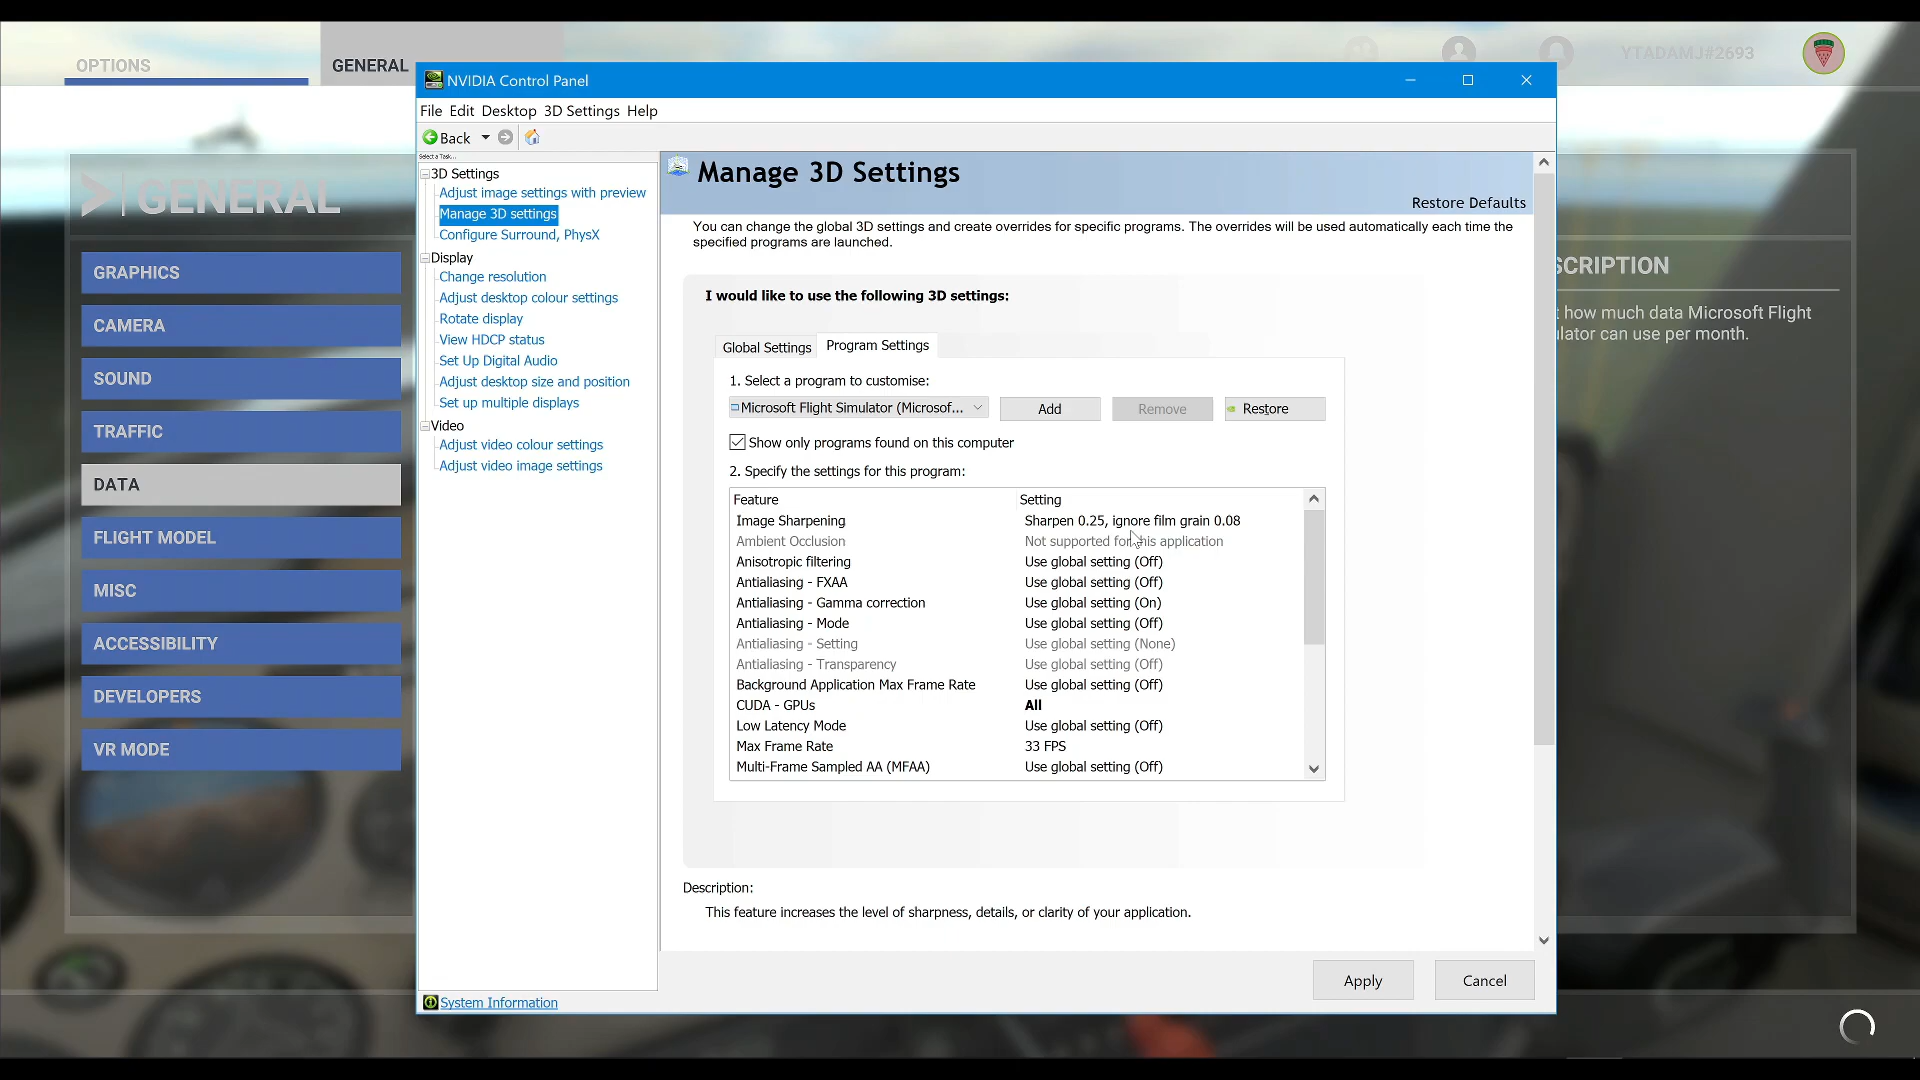 OPTIONS
GENERAL
YTADAMJ#2693
GENERAL
GRAPHICS
CAMERA
SOUND
TRAFFIC
DATA
FLIGHT MODEL
MISC
ACCESSIBILITY
DEVELOPERS
VR MODE
SCRIPTION
how much data Microsoft Flight
lator can use per month.
NVIDIA Control Panel
File Edit Desktop 3D Settings Help
Back
Select a Task...
3D Settings
Adjust image settings with preview
Manage 3D settings
Configure Surround, PhysX
Display
Change resolution
Adjust desktop colour settings
Rotate display
View HDCP status
Set Up Digital Audio
Adjust desktop size and position
Set up multiple displays
Video
Adjust video colour settings
Adjust video image settings
System Information
Manage 3D Settings
Restore Defaults
You can change the global 3D settings and create overrides for specific programs. The overrides will be used automatically each time the
specified programs are launched.
I would like to use the following 3D settings:
Global Settings Program Settings
1. Select a program to customise:
Microsoft Flight Simulator (Microsof... Add Remove Restore
Show only programs found on this computer
2. Specify the settings for this program:
Feature Setting
Image Sharpening Sharpen 0.25, ignore film grain 0.08
Ambient Occlusion Not supported for this application
Anisotropic filtering Use global setting (Off)
Antialiasing - FXAA Use global setting (Off)
Antialiasing - Gamma correction Use global setting (On)
Antialiasing - Mode Use global setting (Off)
Antialiasing - Setting Use global setting (None)
Antialiasing - Transparency Use global setting (Off)
Background Application Max Frame Rate Use global setting (Off)
CUDA - GPUs All
Low Latency Mode Use global setting (Off)
Max Frame Rate 33 FPS
Multi-Frame Sampled AA (MFAA) Use global setting (Off)
Description:
This feature increases the level of sharpness, details, or clarity of your application.
Apply Cancel